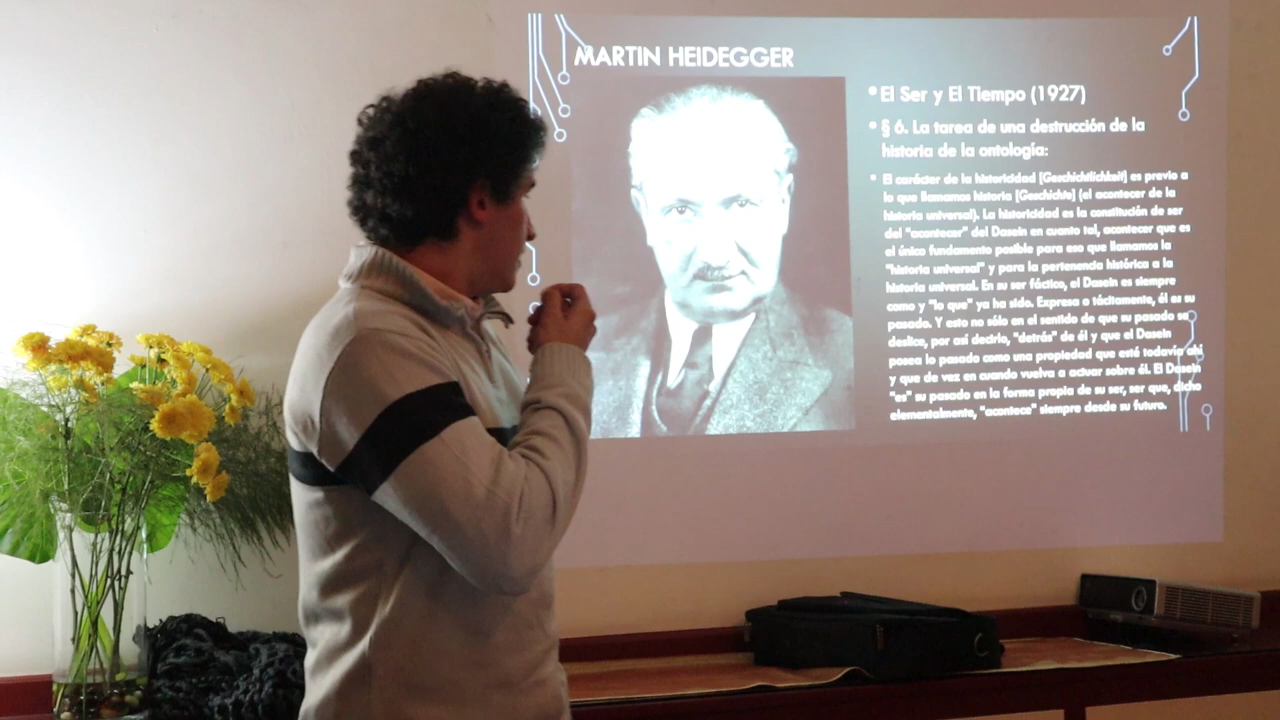 MARTIN HEIDEGGER
El Ser y El Tiempo (1927)
§ 6. La tarea de una destrucción de la
historia de la ontología:
El carácter de la historicidad [Geschichtlichkeit] es previo a
lo que llamamos historia [Geschichte] (el acontecer de la
historia universal). La historicidad es la constitución de ser
del "acontecer" del Dasein en cuanto tal, acontecer que es
el único fundamento posible para eso que llamamos la
"historia universal" y para la pertenencia histórica a la
historia universal. En su ser fáctico, el Dasein es siempre
como y "lo que" ya ha sido. Expresa o tácitamente, él es su
pasado. Y esto no sólo en el sentido de que su pasado se
deslice, por así decirlo, "detrás" de él y que el Dasein
posea lo pasado como una propiedad que esté todavía ahí
y que de vez en cuando vuelva a actuar sobre él. El Dasein
"es" su pasado en la forma propia de su ser, ser que, dicho
elementalmente, "acontece" siempre desde su futuro.